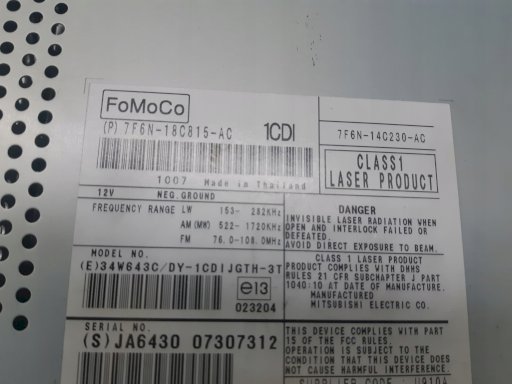 FoMoCo
(P) 7F6N-18C815-AC 1CDI
7F6N-14C230-AC
1007 Made in Thailand
CLASS1
LASER PRODUCT
12V NEG.GROUND
FREQUENCY RANGE LW 153- 282KHz
AM(MW) 522- 1720KHz
FM 76.0-108.0MHz
DANGER
INVISIBLE LASER RADIATION WHEN
OPEN AND INTERLOCK FAILED OR
DEFEATED.
AVOID DIRECT EXPOSURE TO BEAM.
MODEL NO.
(E)34W643C/DY-1CDIJGTH-3T
e13
023204
CLASS 1 LASER PRODUCT
PRODUCT COMPLIES WITH DHHS
RULES 21 CFR SUBCHAPTER J PART
1040:10 AT DATE OF MANUFACTURE.
MANUFACTURED
MITSUBISHI ELECTRIC CO.
SERIAL NO.
(S)JA6430 07307312
THIS DEVICE COMPLIES WITH PART
15 OF THE FCC RULES.
OPERATION IS SUBJECT TO THE
CONDITION THAT THIS DEVICE DOES
NOT CAUSE HARMFUL INTERFERENCE.
SUPPLIER CODE :